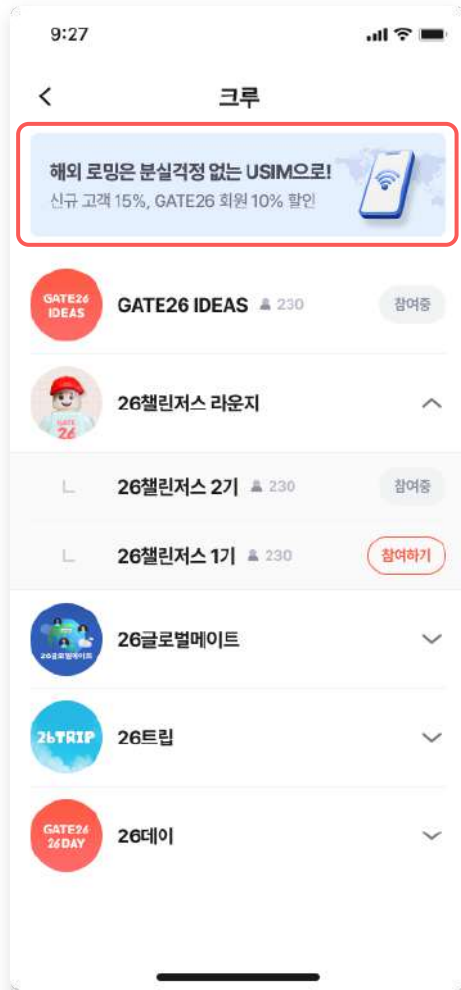 9:27
크루
해외 로밍은 분실걱정 없는 USIM으로!
신규 고객 15%, GATE26 회원 10% 할인
GATE26
IDEAS
GATE26 IDEAS 230
참여중
GATE
26
26챌린저스 라운지
26챌린저스 2기 230
참여중
26챌린저스 1기 230
참여하기
26글로벌메이트
26글로벌메이트
26TRIP
26트립
GATE26
26DAY
26데이